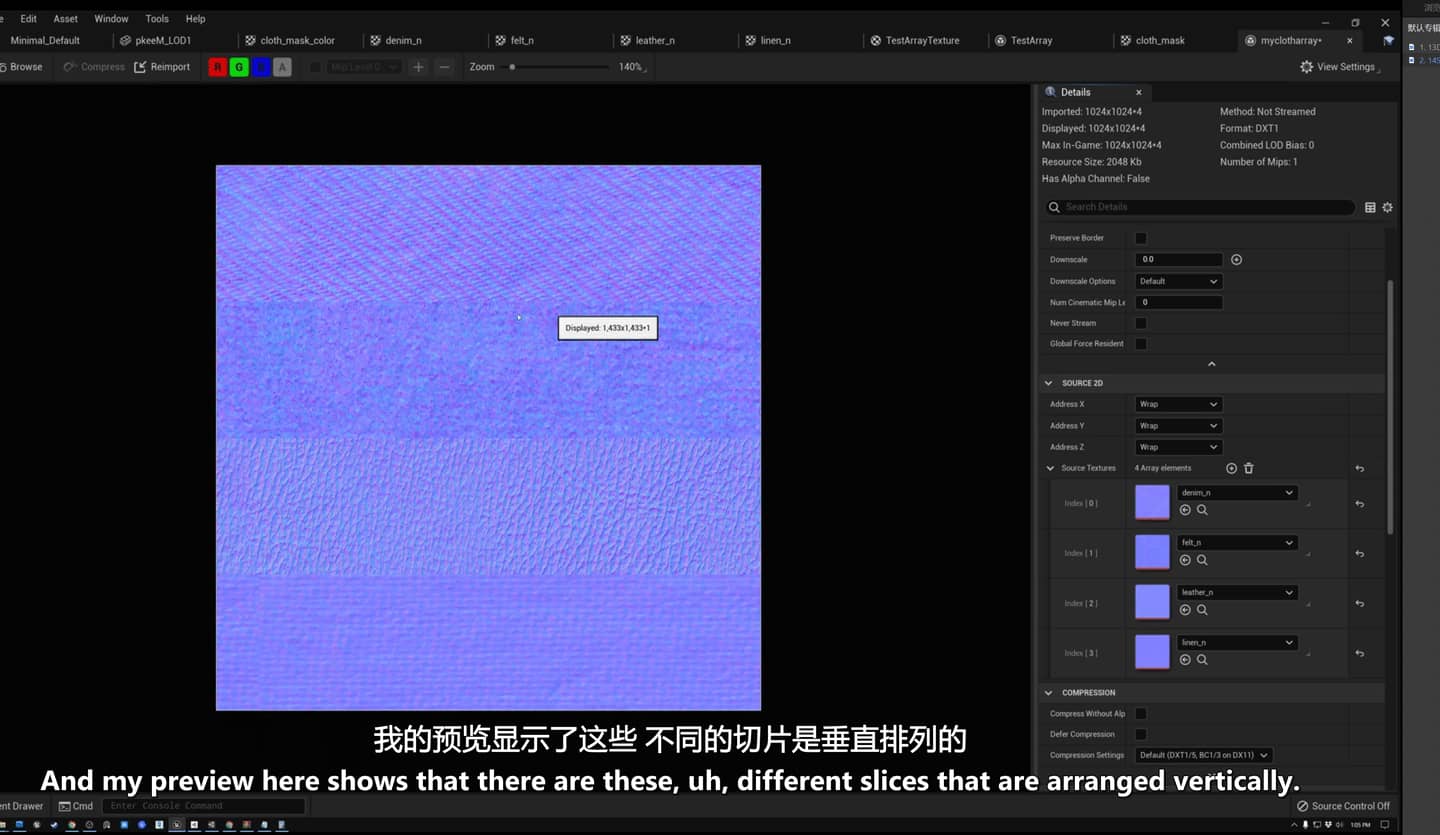 Edit Asset Window Tools Help
Minimal_Default pkeeM_LOD1 cloth_mask_color denim_n felt_n leather_n linen_n TestArrayTexture TestArray cloth_mask myclotharray*
Browse Compress Reimport R G B A Zoom 140% View Settings
默认专辑
Details
Imported: 1024x1024*4 Method: Not Streamed
Displayed: 1024x1024*4 Format: DXT1
Max In-Game: 1024x1024*4 Combined LOD Bias: 0
Resource Size: 2048 Kb Number of Mips: 1
Has Alpha Channel: False
Search Details
Preserve Border
Downscale 0.0
Downscale Options Default
Num Cinematic Mip Le 0
Never Stream
Global Force Resident
Displayed: 1,433x1,433*1
SOURCE 2D
Address X Wrap
Address Y Wrap
Address Z Wrap
Source Textures 4 Array elements
Index [ 0 ] denim_n
Index [ 1 ] felt_n
Index [ 2 ] leather_n
Index [ 3 ] linen_n
COMPRESSION
Compress Without Alp
Defer Compression
Compression Settings Default (DXT1/5, BC1/3 on DX11)
我的预览显示了这些 不同的切片是垂直排列的
And my preview here shows that there are these, uh, different slices that are arranged vertically.
ent Drawer Cmd Enter Console Command Source Control Off
1:05 PM